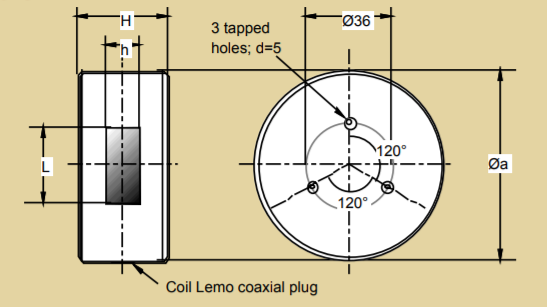 H
h
3 tapped
holes; d=5
Ø36
L
120°
Øa
120°
Coil Lemo coaxial plug